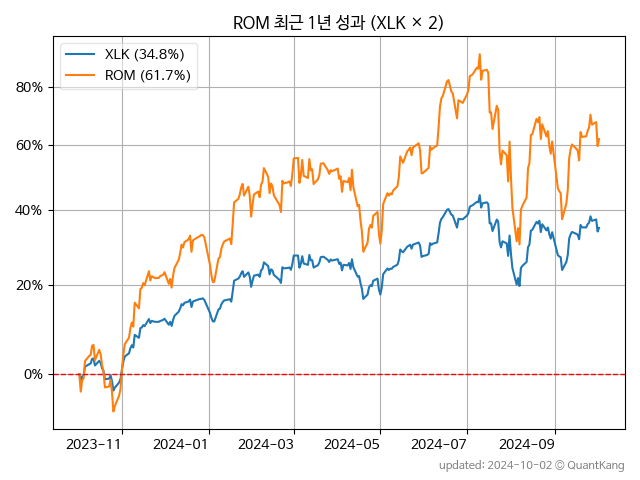 ROM 최근 1년 성과 (XLK × 2)
XLK (34.8%)
ROM (61.7%)
80%
60%
40%
20%
0%
2023-11 2024-01 2024-03 2024-05 2024-07 2024-09
updated: 2024-10-02 © QuantKang